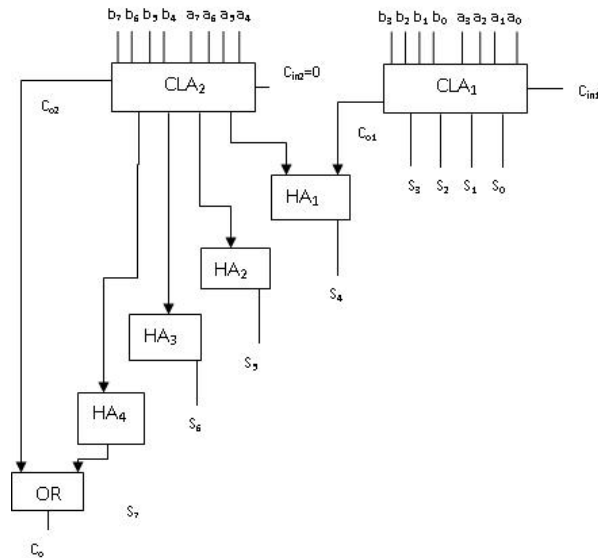 b₇ b₆ b₅ b₄ a₇ a₆ a₅ a₄
b₃ b₂ b₁ b₀ a₃ a₂ a₁ a₀
CLA₂
Cᵢₙ₂=0
CLA₁
Cᵢₙ₁
Cₒ₂
Cₒ₁
HA₁
S₃ S₂ S₁ S₀
HA₂
S₄
HA₃
S₅
HA₄
S₆
OR
S₇
Cₒ